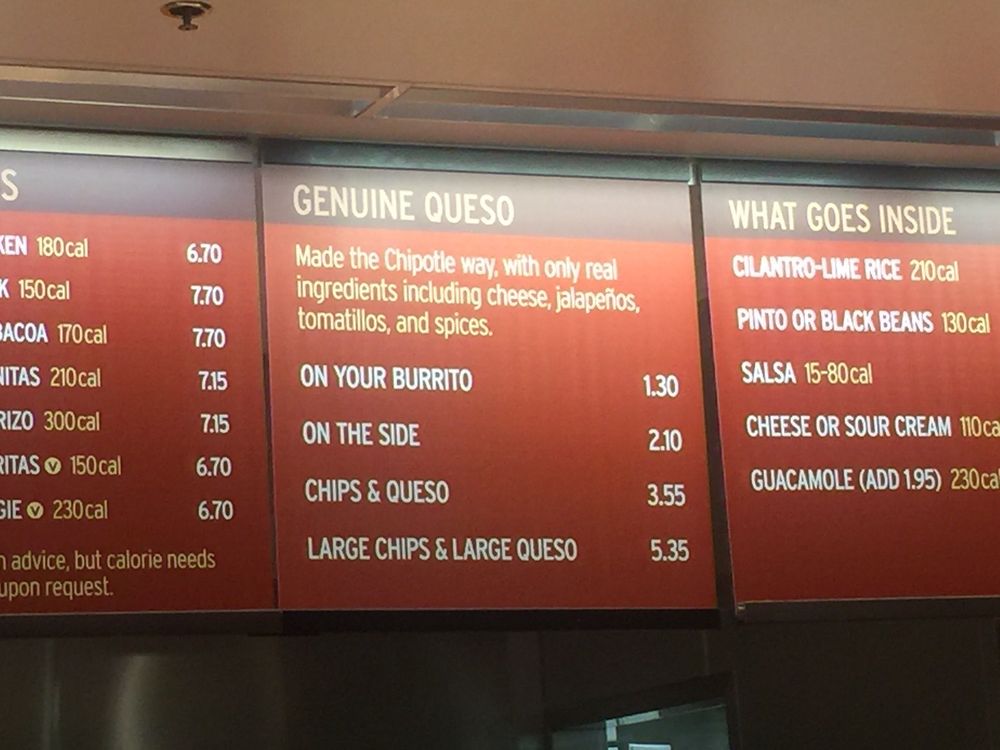 S
KEN 180cal 6.70
K 150cal 7.70
BACOA 170cal 7.70
NITAS 210cal 7.15
RIZO 300cal 7.15
RITAS V 150cal 6.70
GIE V 230cal 6.70
n advice, but calorie needs
upon request.
GENUINE QUESO
Made the Chipotle way, with only real
ingredients including cheese, jalapeños,
tomatillos, and spices.
ON YOUR BURRITO 1.30
ON THE SIDE 2.10
CHIPS & QUESO 3.55
LARGE CHIPS & LARGE QUESO 5.35
WHAT GOES INSIDE
CILANTRO-LIME RICE 210cal
PINTO OR BLACK BEANS 130cal
SALSA 15-80cal
CHEESE OR SOUR CREAM 110ca
GUACAMOLE (ADD 1.95) 230cal